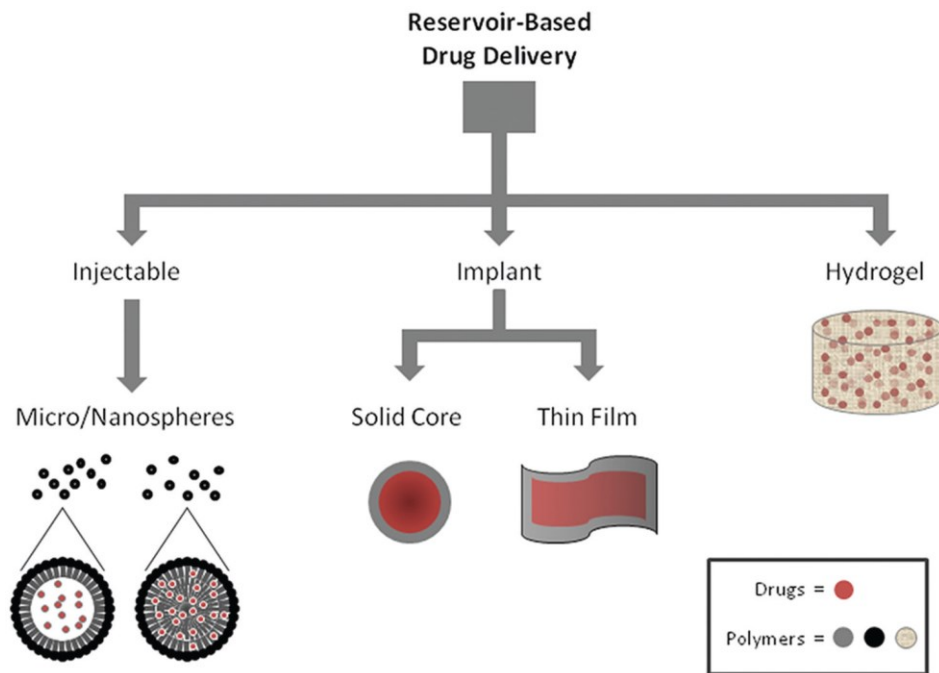 Reservoir-Based
Drug Delivery
Injectable
Implant
Hydrogel
Micro/Nanospheres
Solid Core
Thin Film
Drugs =
Polymers =